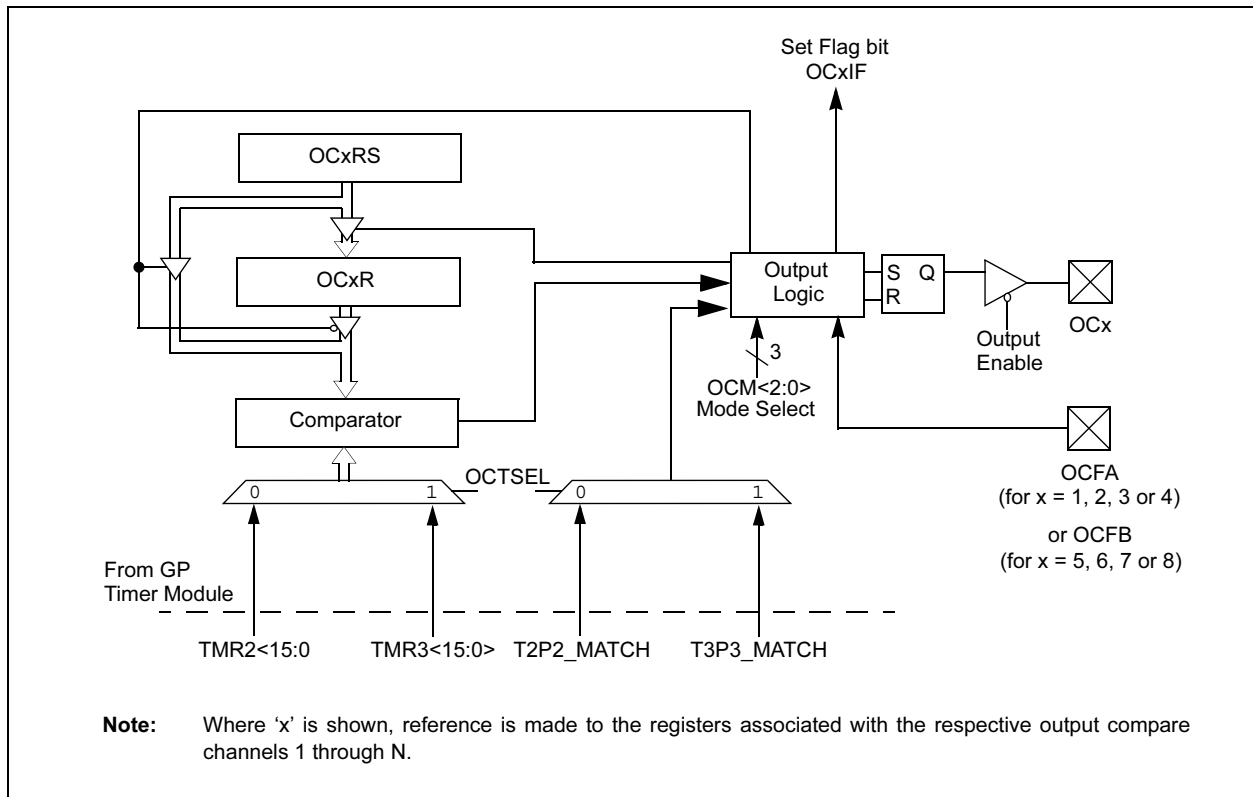 Set Flag bit
OCxIF
OCxRS
OCxR
Output
Logic
S Q
R
OCx
Output
Enable
3
OCM<2:0>
Mode Select
Comparator
OCTSEL
0 1
0 1
OCFA
(for x = 1, 2, 3 or 4)
or OCFB
(for x = 5, 6, 7 or 8)
From GP
Timer Module
TMR2<15:0 TMR3<15:0> T2P2_MATCH T3P3_MATCH
Note: Where ‘x’ is shown, reference is made to the registers associated with the respective output compare
channels 1 through N.